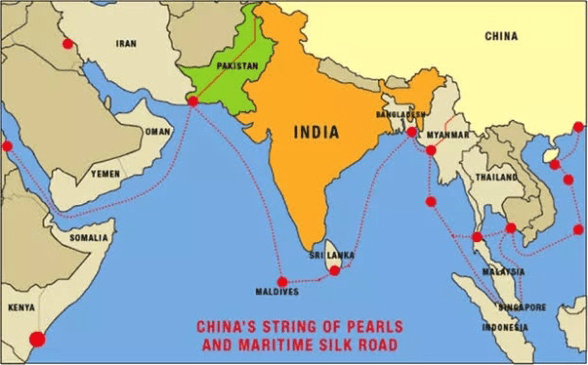 CHINA
IRAN
PAKISTAN
BANGLADESH
OMAN
INDIA
MYANMAR
YEMEN
THAILAND
SOMALIA
SRI LANKA
MALAYSIA
MALDIVES
KENYA
SINGAPORE
INDONESIA
CHINA'S STRING OF PEARLS
AND MARITIME SILK ROAD